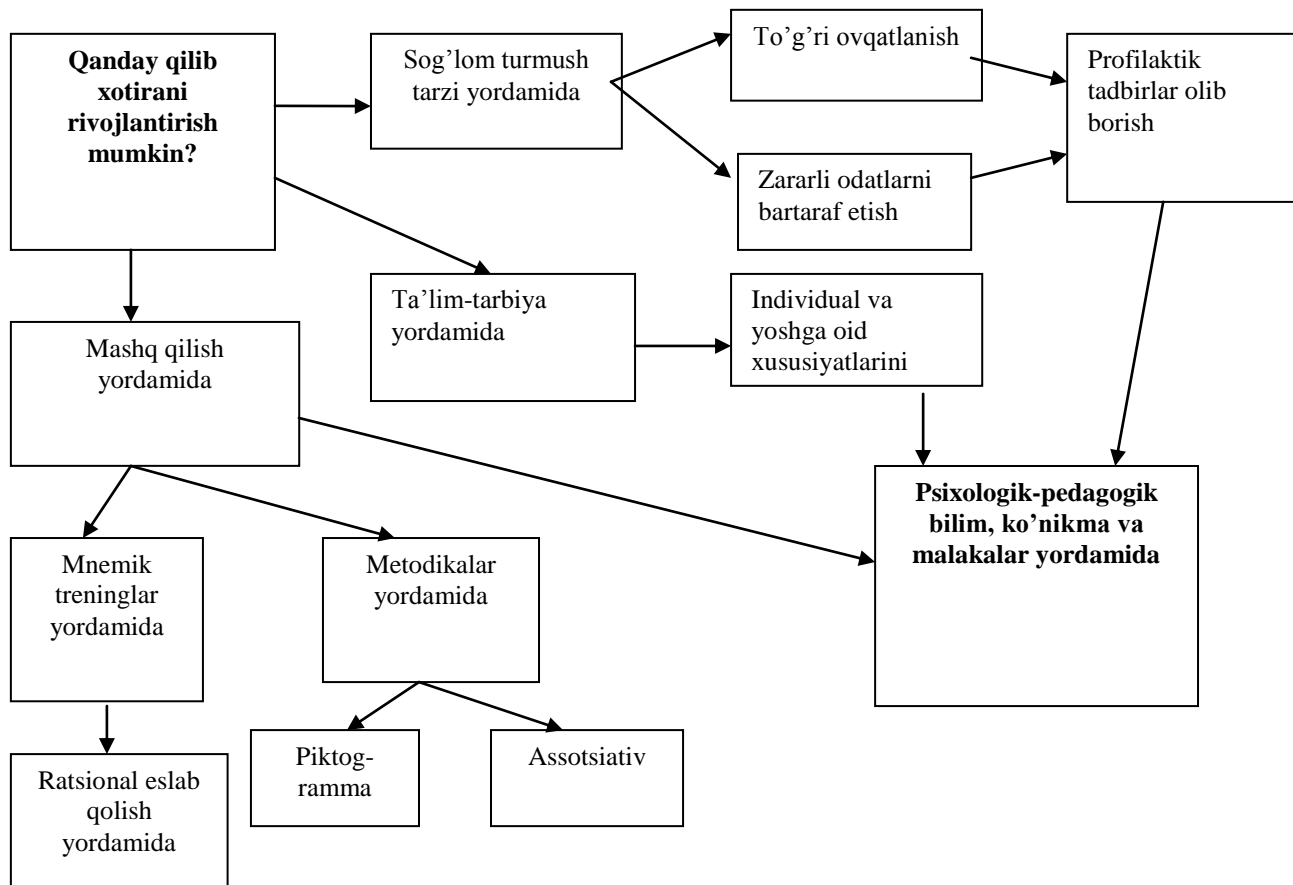 Qanday qilib
xotirani
rivojlantirish
mumkin?
Sog’lom turmush
tarzi yordamida
To’g’ri ovqatlanish
Profilaktik
tadbirlar olib
borish
Zararli odatlarni
bartaraf etish
Ta’lim-tarbiya
yordamida
Individual va
yoshga oid
xususiyatlarini
Mashq qilish
yordamida
Psixologik-pedagogik
bilim, ko’nikma va
malakalar yordamida
Mnemik
treninglar
yordamida
Metodikalar
yordamida
Piktog-
ramma
Assotsiativ
Ratsional eslab
qolish
yordamida